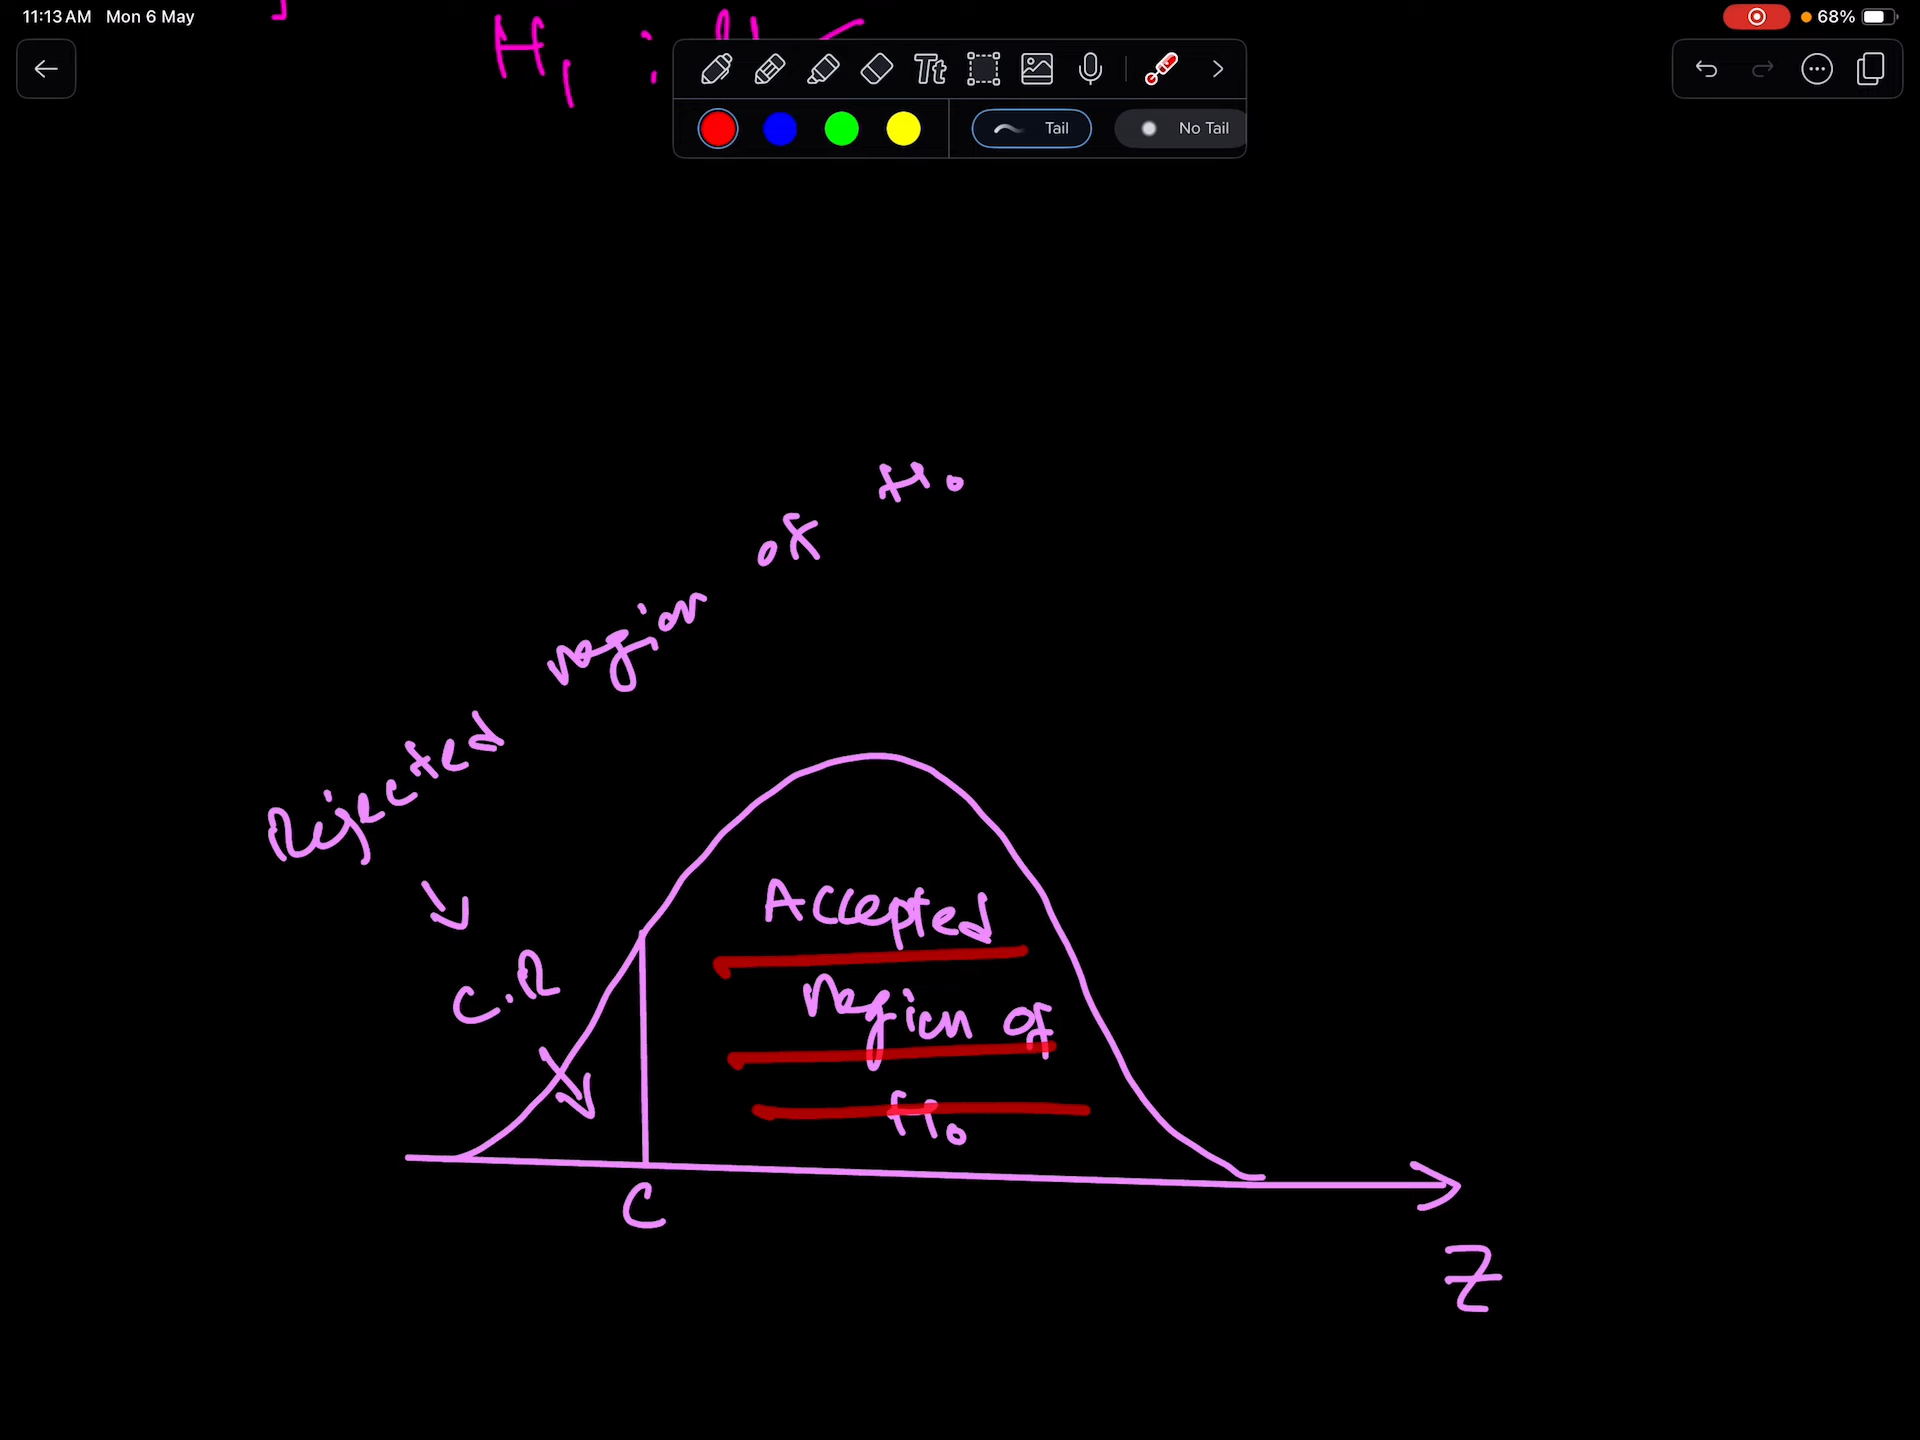 11:13 AM Mon 6 May
68%
H₁ :
Tt
Tail
No Tail
Rejected region of H₀
C.R
Accepted
region of
H₀
C
Z